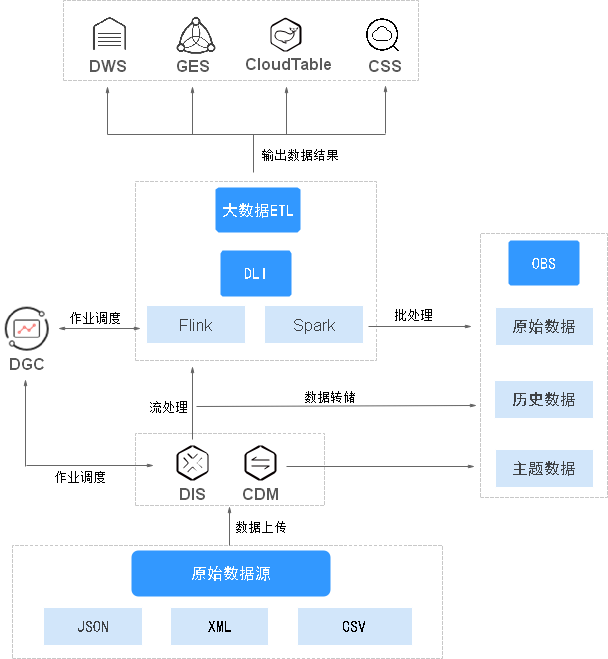 DWS
GES
CloudTable
CSS
输出数据结果
大数据ETL
DLI
Flink
Spark
OBS
原始数据
历史数据
主题数据
作业调度
批处理
DGC
流处理
数据转储
作业调度
DIS
CDM
数据上传
原始数据源
JSON
XML
CSV